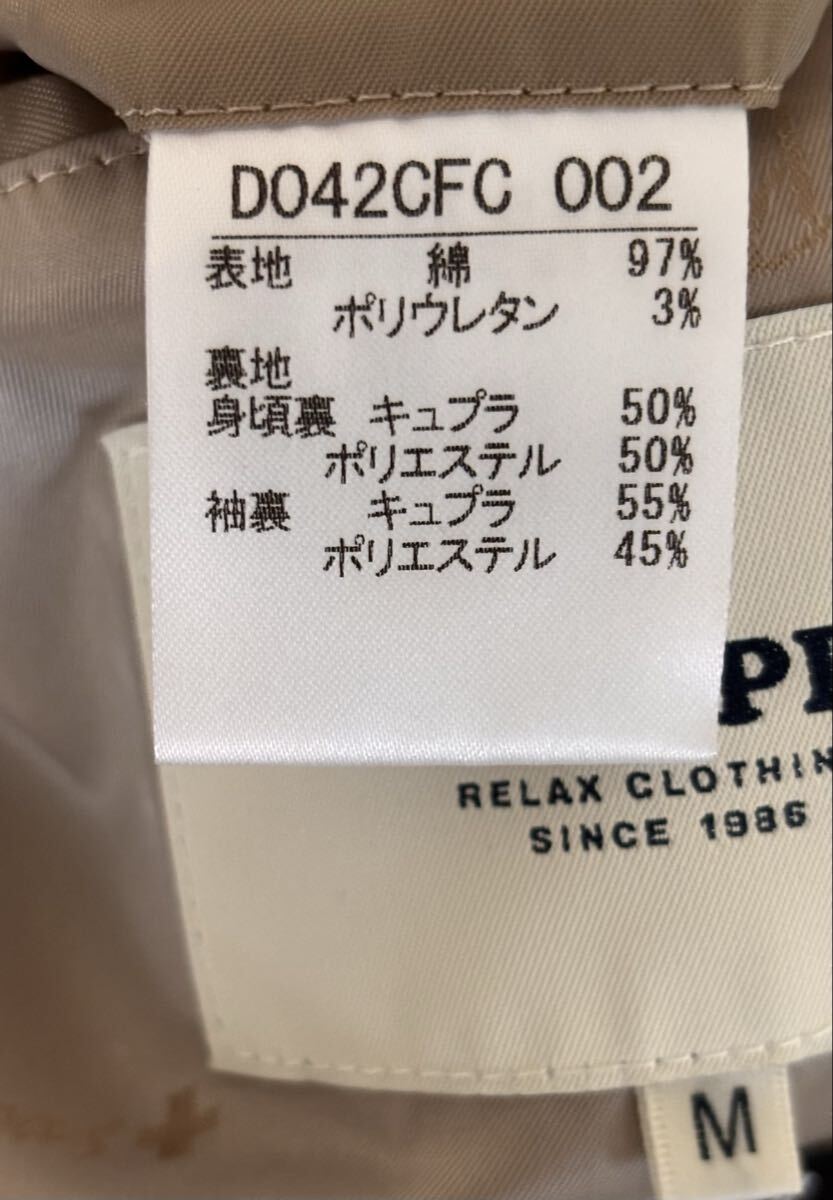 D042CFC 002
表地 綿 97%
ポリウレタン 3%
裏地
身頃裏 キュプラ 50%
ポリエステル 50%
袖裏 キュプラ 55%
ポリエステル 45%
RELAX CLOTHIN
SINCE 1986
M